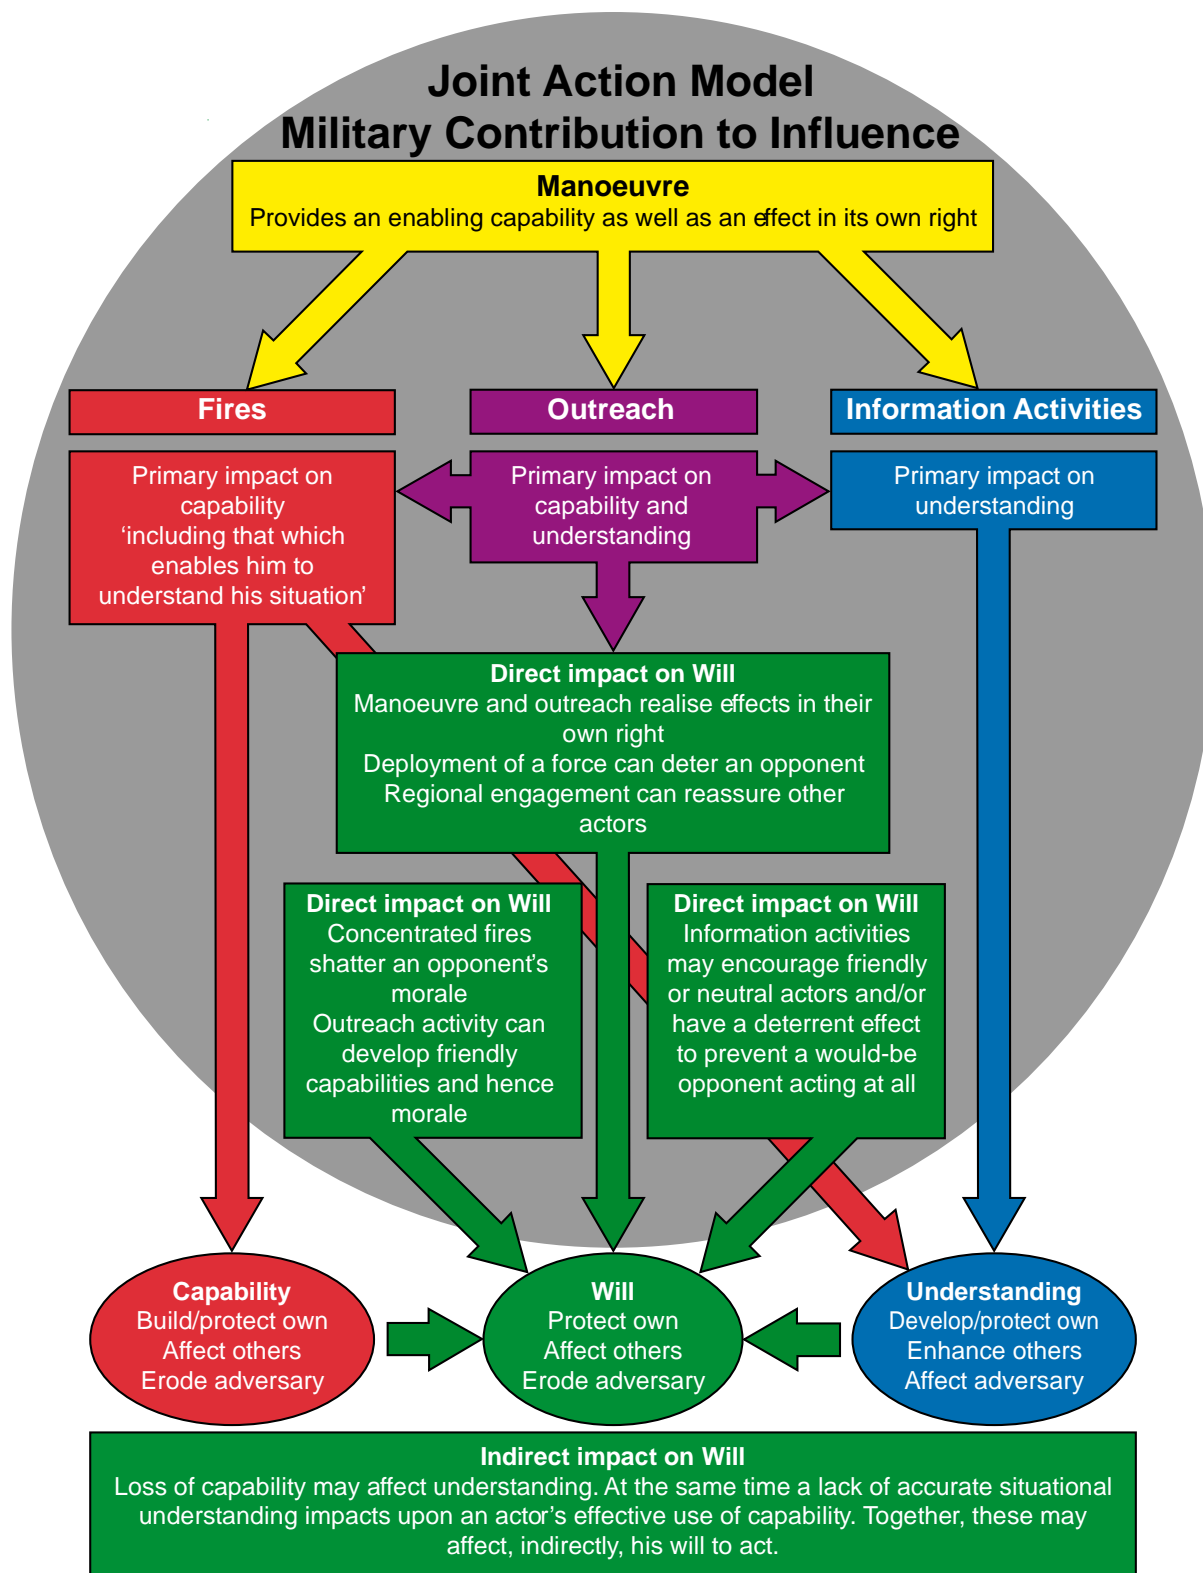 Joint Action Model
Military Contribution to Influence
Manoeuvre
Provides an enabling capability as well as an effect in its own right
Fires
Outreach
Information Activities
Primary impact on
capability
‘including that which
enables him to
understand his situation’
Primary impact on
capability and
understanding
Primary impact on
understanding
Direct impact on Will
Manoeuvre and outreach realise effects in their
own right
Deployment of a force can deter an opponent
Regional engagement can reassure other
actors
Direct impact on Will
Concentrated fires
shatter an opponent’s
morale
Outreach activity can
develop friendly
capabilities and hence
morale
Direct impact on Will
Information activities
may encourage friendly
or neutral actors and/or
have a deterrent effect
to prevent a would-be
opponent acting at all
Capability
Build/protect own
Affect others
Erode adversary
Will
Protect own
Affect others
Erode adversary
Understanding
Develop/protect own
Enhance others
Affect adversary
Indirect impact on Will
Loss of capability may affect understanding. At the same time a lack of accurate situational
understanding impacts upon an actor’s effective use of capability. Together, these may
affect, indirectly, his will to act.